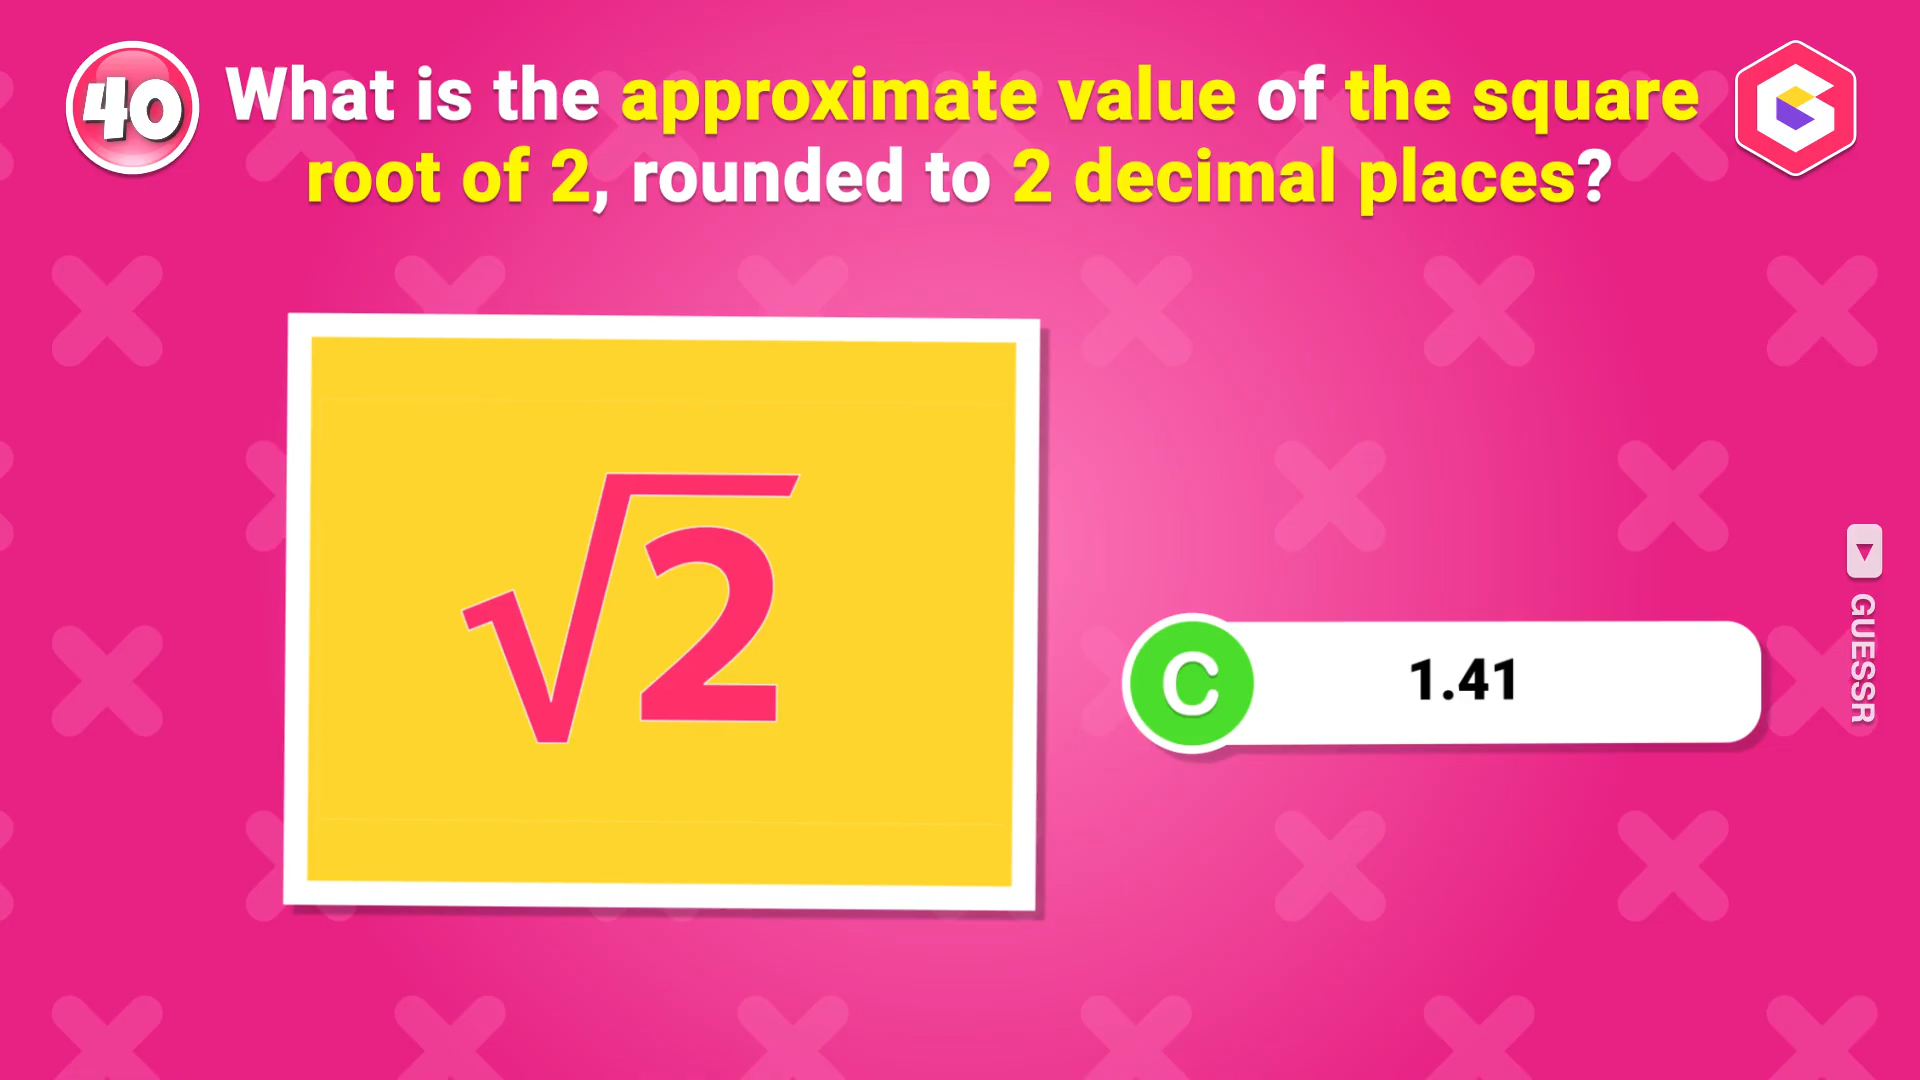 40
What is the approximate value of the square
root of 2, rounded to 2 decimal places?
√2
C 1.41
GUESSR